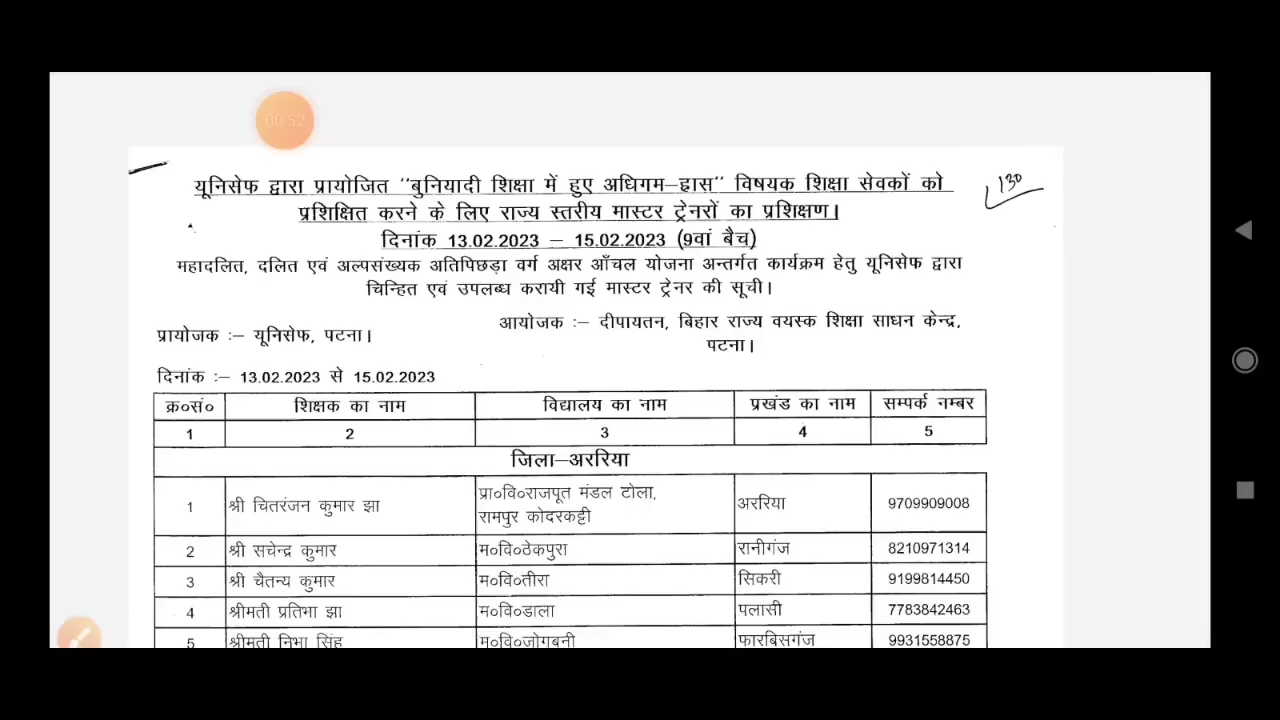 00:52
यूनिसेफ द्वारा प्रायोजित "बुनियादी शिक्षा में हुए अधिगम–ह्रास" विषयक शिक्षा सेवकों को
130
प्रशिक्षित करने के लिए राज्य स्तरीय मास्टर ट्रेनरों का प्रशिक्षण।
दिनांक 13.02.2023 – 15.02.2023 (9वां बैच)
महादलित, दलित एवं अल्पसंख्यक अतिपिछड़ा वर्ग अक्षर आँचल योजना अन्तर्गत कार्यक्रम हेतु यूनिसेफ द्वारा
चिन्हित एवं उपलब्ध करायी गई मास्टर ट्रेनर की सूची।
प्रायोजक :– यूनिसेफ, पटना।
आयोजक :– दीपायतन, बिहार राज्य वयस्क शिक्षा साधन केन्द्र,
पटना।
दिनांक :– 13.02.2023 से 15.02.2023
क्र०सं० शिक्षक का नाम विद्यालय का नाम प्रखंड का नाम सम्पर्क नम्बर
1 2 3 4 5
जिला–अररिया
1 श्री चितरंजन कुमार झा प्रा०वि०राजपूत मंडल टोला, अररिया 9709909008
रामपुर कोदरकट्टी
2 श्री सचेन्द्र कुमार म०वि०ठेकपुरा रानीगंज 8210971314
3 श्री चैतन्य कुमार म०वि०तीरा सिकरी 9199814450
4 श्रीमती प्रतिभा झा म०वि०डाला पलासी 7783842463
5 श्रीमती निभा सिंह म०वि०जोगबनी फारबिसगंज 9931558875